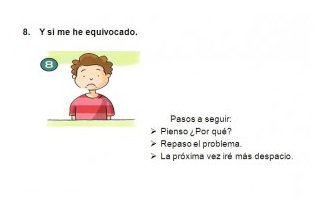 8. Y si me he equivocado.
8
Pasos a seguir:
➤ Pienso ¿Por qué?
➤ Repaso el problema.
➤ La próxima vez iré más despacio.